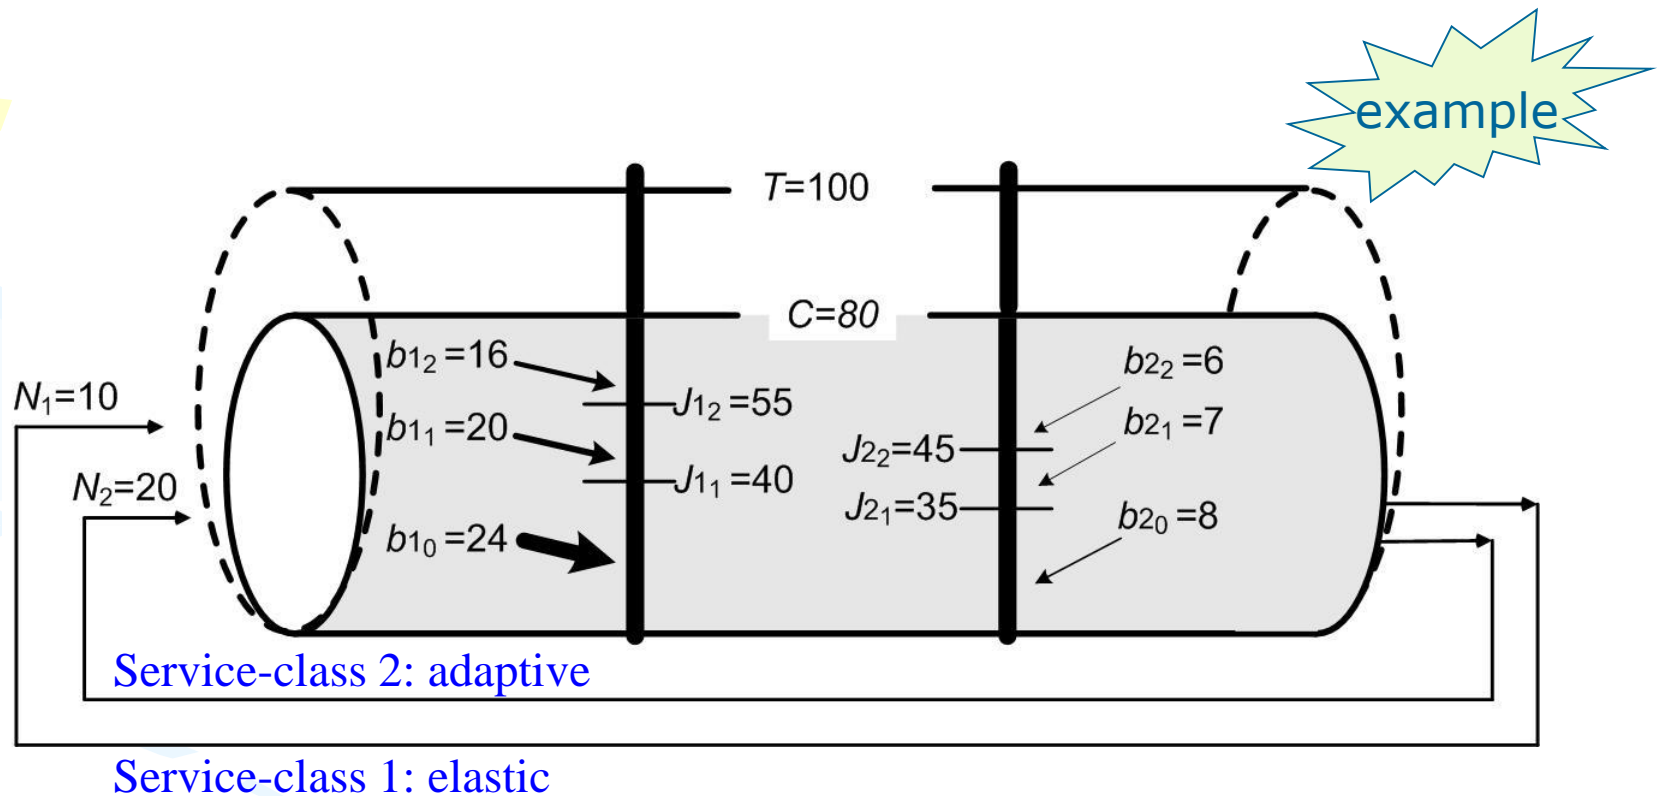 example
T=100
C=80
b1₂ =16
b2₂ =6
N₁=10
J1₂ =55
b1₁ =20
b2₁ =7
J2₂=45
N₂=20
J1₁ =40
J2₁=35
b1₀ =24
b2₀ =8
Service-class 2: adaptive
Service-class 1: elastic